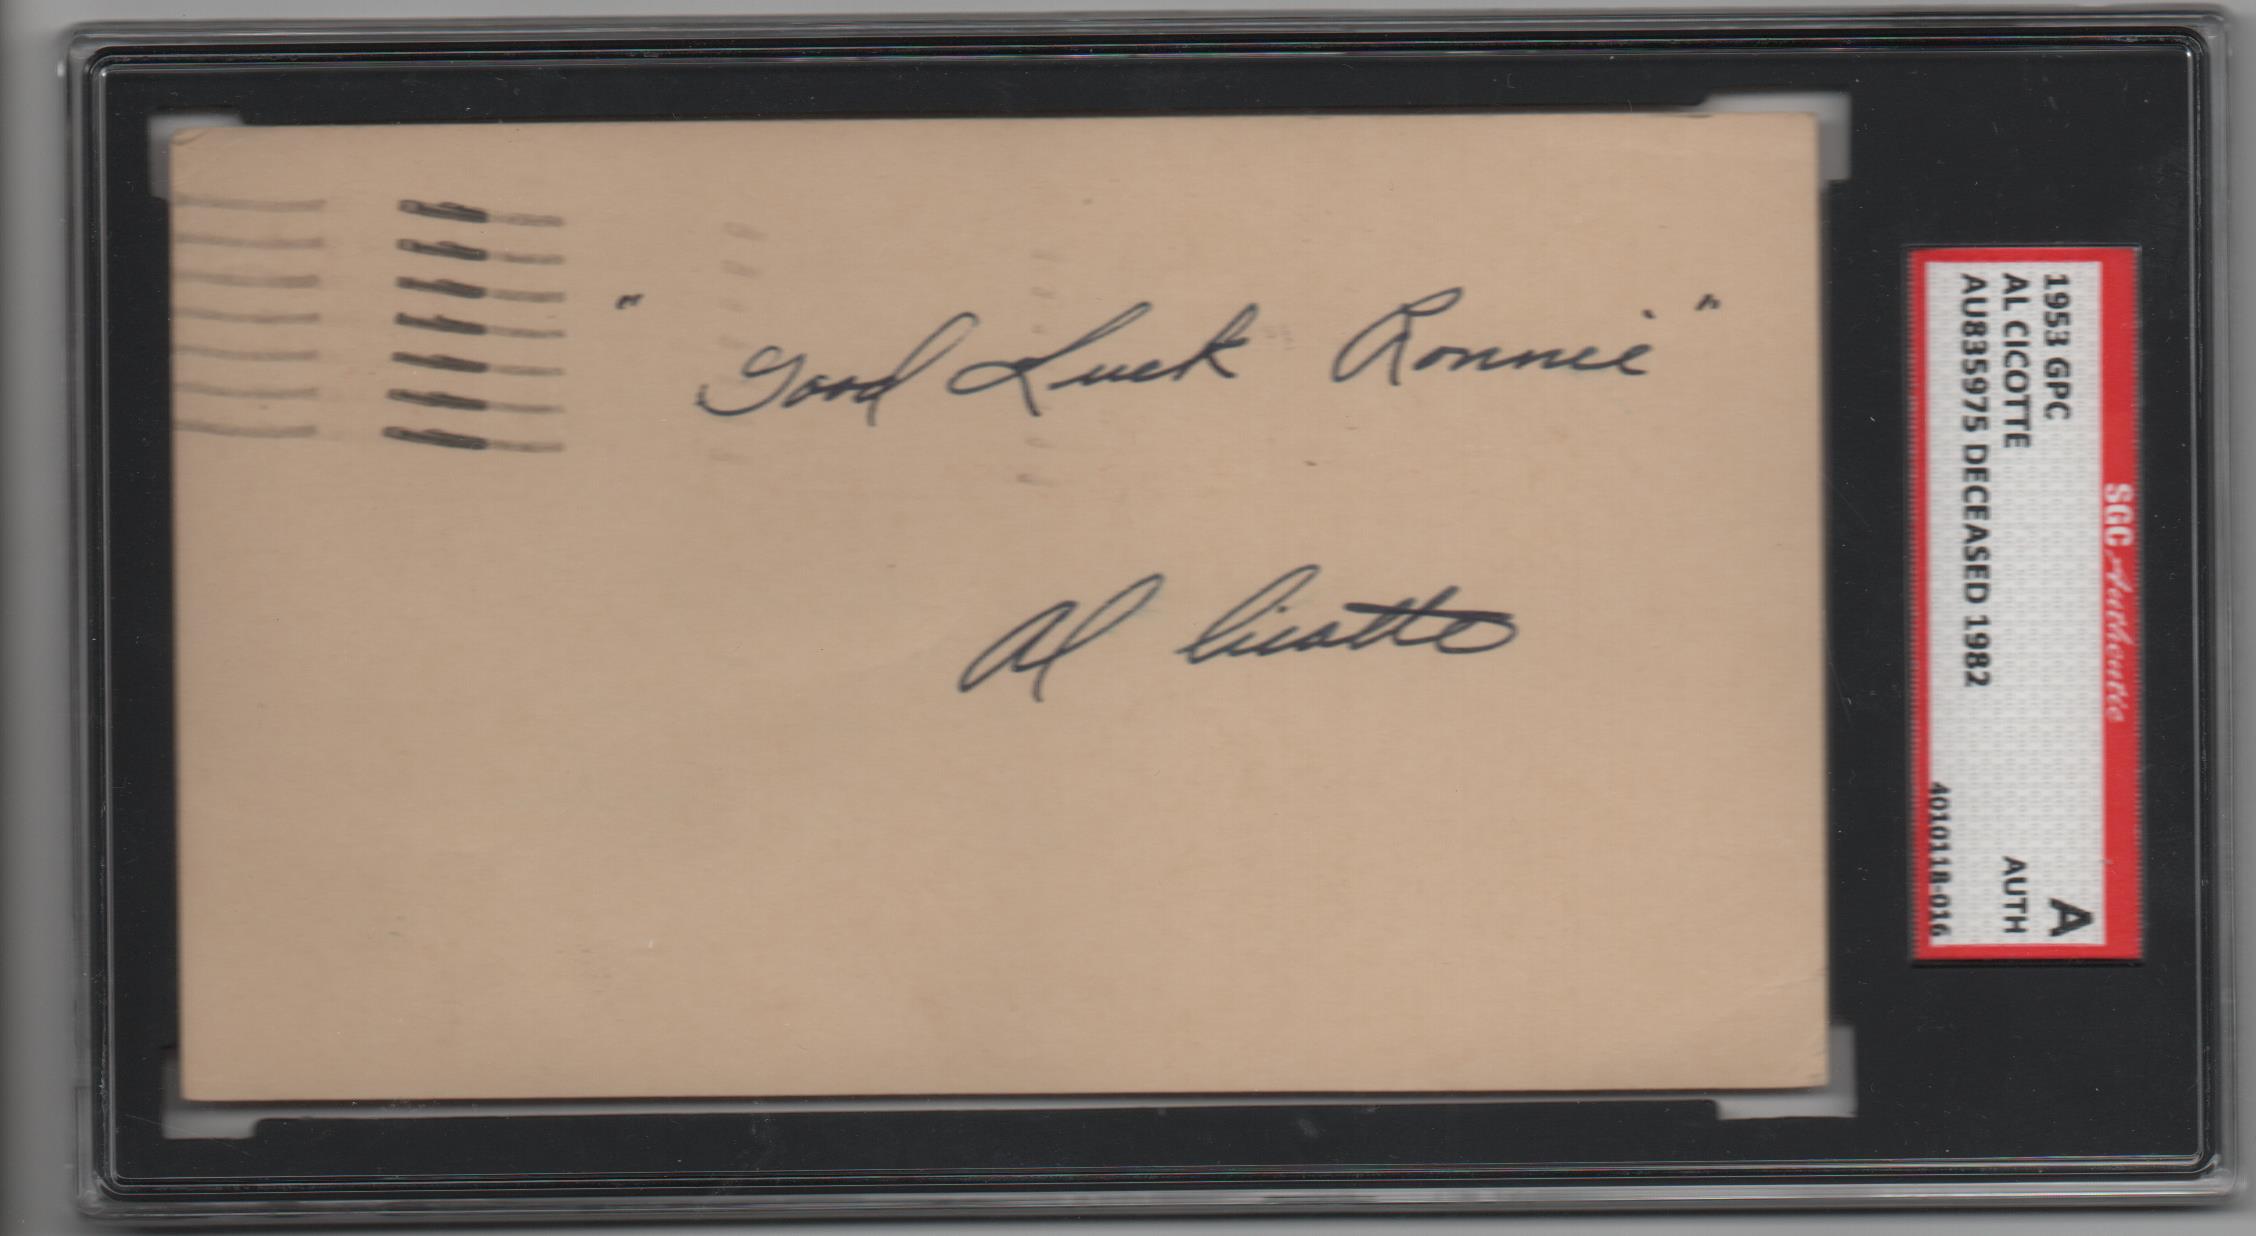 " Good Luck Ronnie "
Al Cicotte
SGC Authentic
1953 GPC
A
AL CICOTTE
AUTH
AU835975 DECEASED 1982
4010118-016